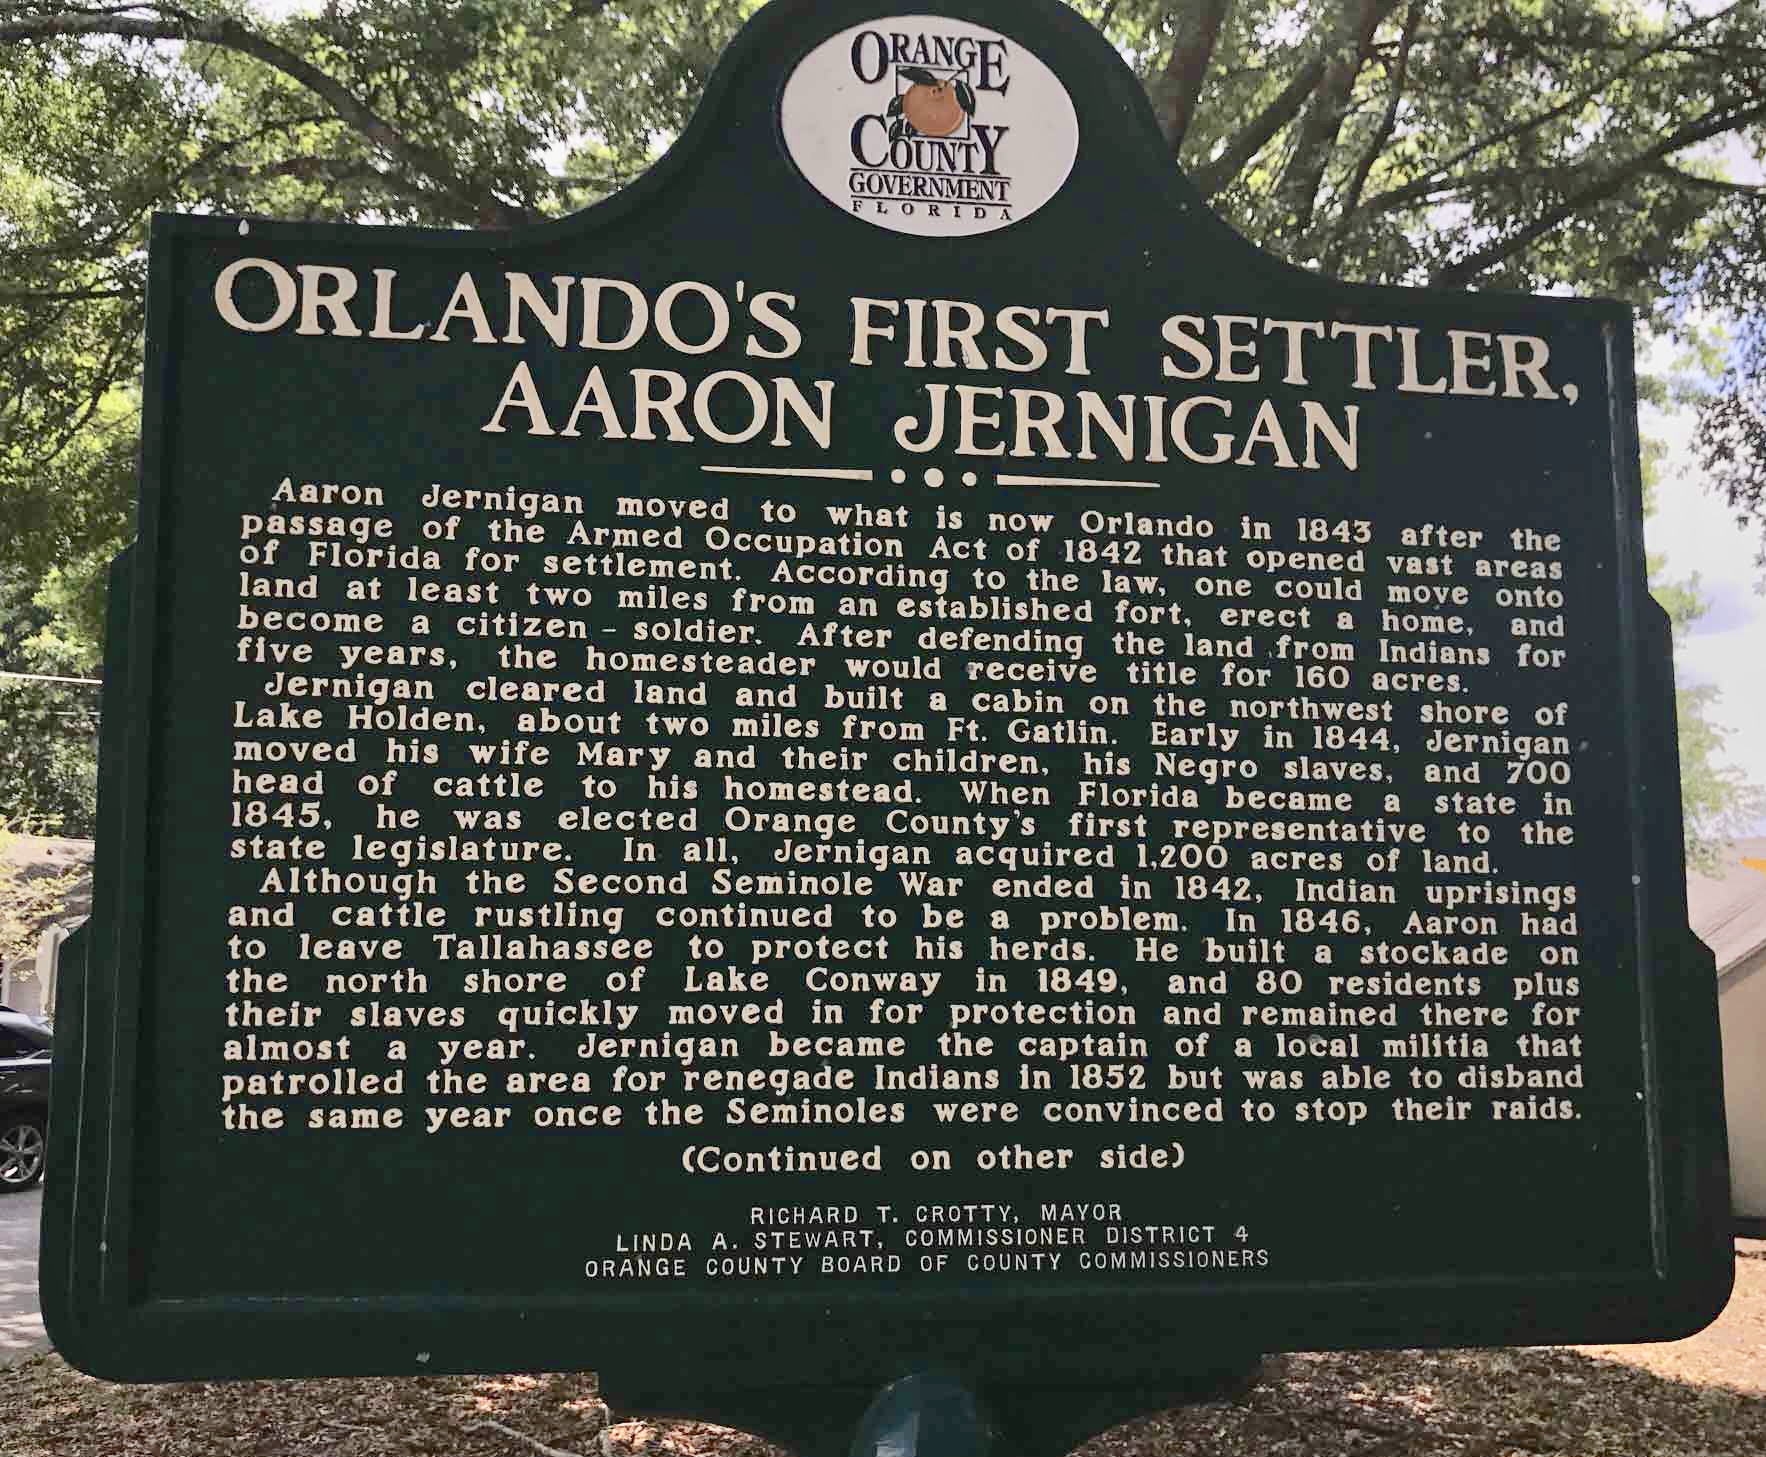 ORANGE
COUNTY
GOVERNMENT
FLORIDA
ORLANDO'S FIRST SETTLER,
AARON JERNIGAN
Aaron Jernigan moved to what is now Orlando in 1843 after the
passage of the Armed Occupation Act of 1842 that opened vast areas
of Florida for settlement. According to the law, one could move onto
land at least two miles from an established fort, erect a home, and
become a citizen - soldier. After defending the land from Indians for
five years, the homesteader would receive title for 160 acres.
Jernigan cleared land and built a cabin on the northwest shore of
Lake Holden, about two miles from Ft. Gatlin. Early in 1844, Jernigan
moved his wife Mary and their children, his Negro slaves, and 700
head of cattle to his homestead. When Florida became a state in
1845, he was elected Orange County's first representative to the
state legislature. In all, Jernigan acquired 1,200 acres of land.
Although the Second Seminole War ended in 1842, Indian uprisings
and cattle rustling continued to be a problem. In 1846, Aaron had
to leave Tallahassee to protect his herds. He built a stockade on
the north shore of Lake Conway in 1849, and 80 residents plus
their slaves quickly moved in for protection and remained there for
almost a year. Jernigan became the captain of a local militia that
patrolled the area for renegade Indians in 1852 but was able to disband
the same year once the Seminoles were convinced to stop their raids.
(Continued on other side)
RICHARD T. CROTTY, MAYOR
LINDA A. STEWART, COMMISSIONER DISTRICT 4
ORANGE COUNTY BOARD OF COUNTY COMMISSIONERS